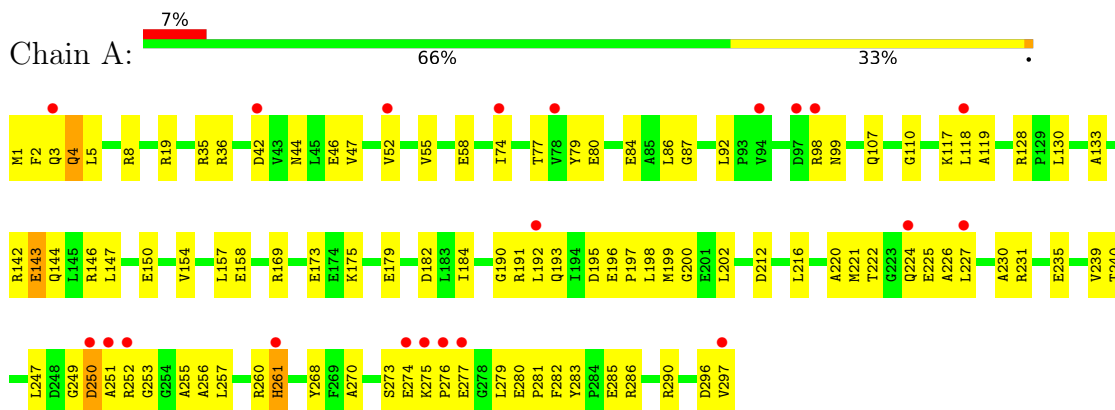 7%
Chain A:
66% 33% •
M1 F2 Q3 Q4 L5 R8 R19 R35 R36 D42 V43 N44 L45 E46 V47 V52 V55 E58 I74 T77 V78 Y79 E80 E84 A85 L86 G87 L92 P93 V94 D97 R98 N99 Q107 G110 K117 L118 A119 R128 P129 L130 A133
R142 E143 Q144 L145 R146 L147 E150 V154 L157 E158 R169 E173 E174 K175 E179 D182 L183 I184 G190 R191 L192 Q193 I194 D195 E196 P197 L198 M199 G200 E201 L202 D212 L216 A220 M221 T222 G223 Q224 E225 A226 L227 A230 R231 E235 V239 T240
L247 D248 G249 D250 A251 R252 G253 G254 A255 A256 L257 R260 H261 Y268 F269 A270 S273 E274 K275 P276 E277 G278 L279 E280 P281 F282 Y283 P284 E285 R286 R290 D296 V297